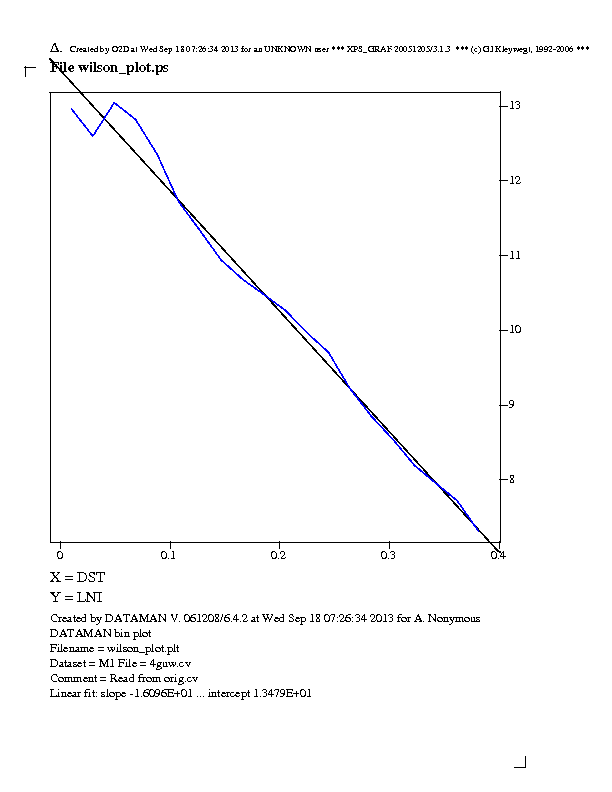 Δ. Created by O2D at Wed Sep 18 07:26:34 2013 for an UNKNOWN user *** XPS_GRAF 20051205/3.1.3 *** (c) GJ Kleywegt, 1992-2006 ***
File wilson_plot.ps
13
12
11
10
9
8
0 0.1 0.2 0.3 0.4
X = DST
Y = LNI
Created by DATAMAN V. 061208/6.4.2 at Wed Sep 18 07:26:34 2013 for A. Nonymous
DATAMAN bin plot
Filename = wilson_plot.plt
Dataset = M1 File = 4guw.cv
Comment = Read from orig.cv
Linear fit: slope -1.6096E+01 ... intercept 1.3479E+01